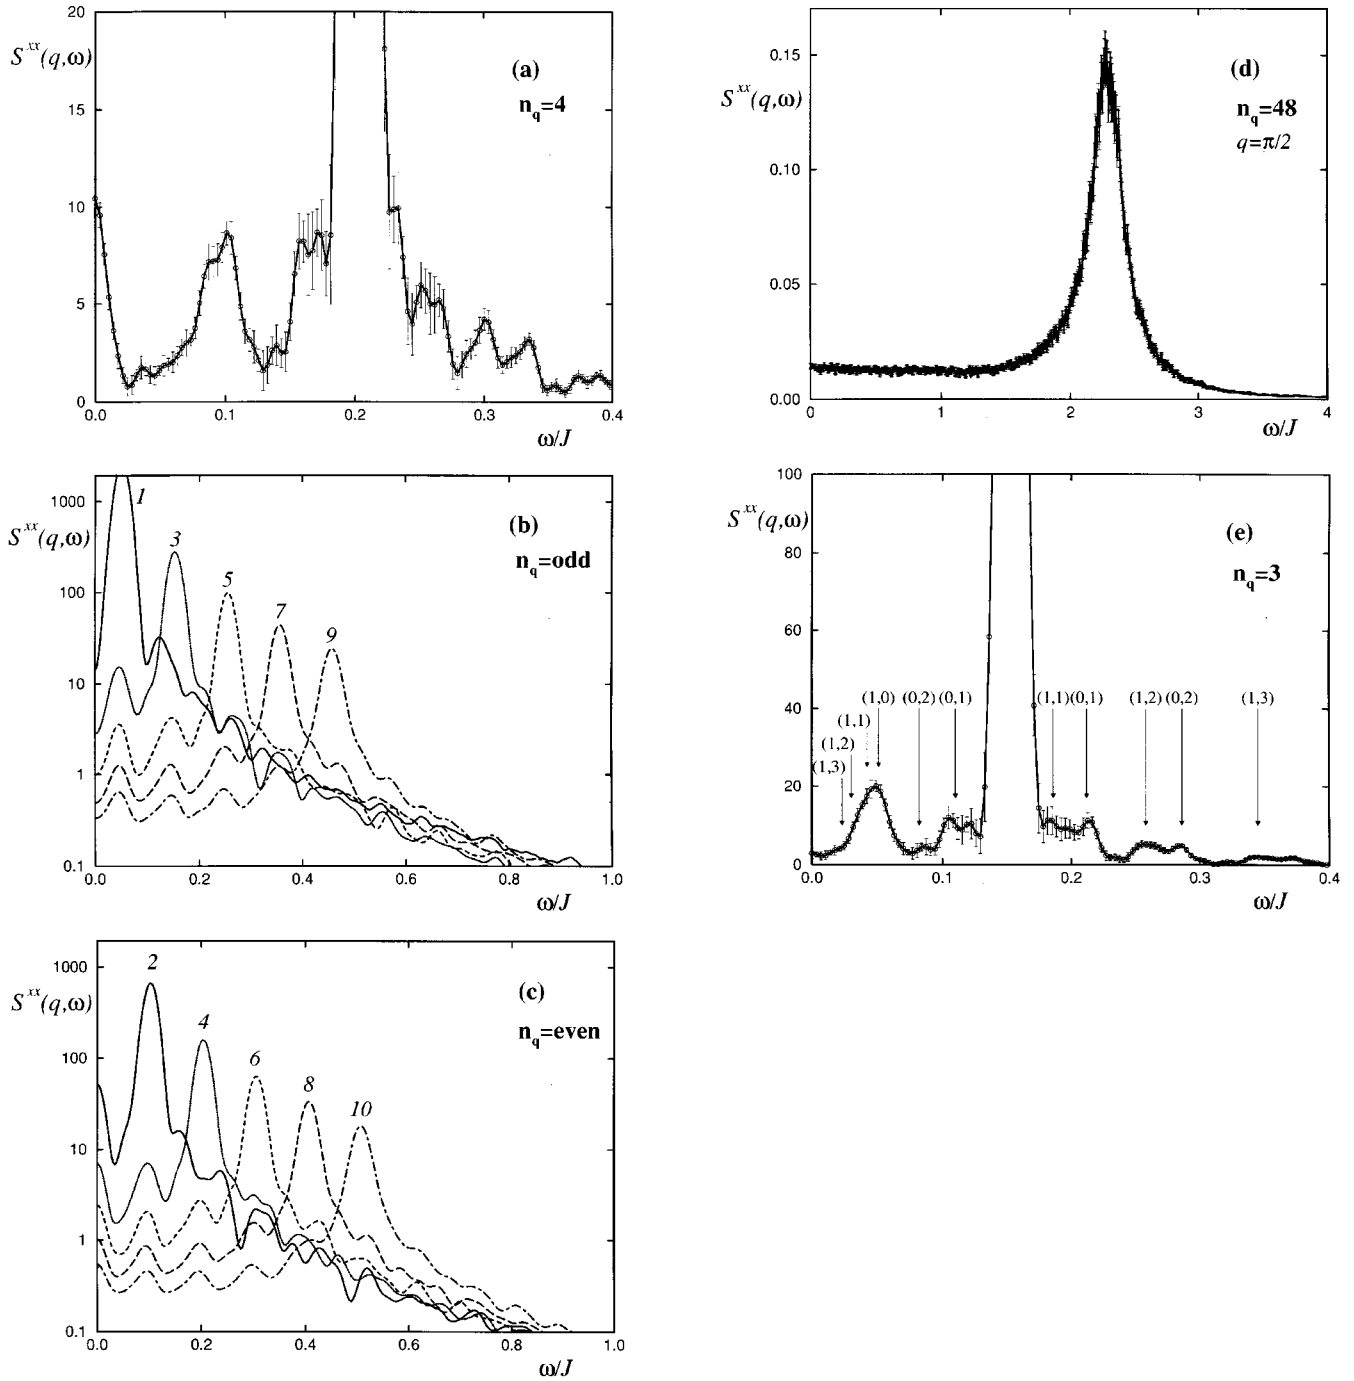 20
S^xx(q,ω)
15
10
5
0
(a)
n_q=4
0.0 0.1 0.2 0.3 0.4
ω/J
0.15
S^xx(q,ω)
0.10
0.05
0.00
(d)
n_q=48
q=π/2
0 1 2 3 4
ω/J
1000
S^xx(q,ω)
100
10
1
0.1
1
3
5
7
9
(b)
n_q=odd
0.0 0.2 0.4 0.6 0.8 1.0
ω/J
100
S^xx(q,ω)
80
60
40
20
0
(e)
n_q=3
(1,0) (0,2) (0,1) (1,1) (0,1) (1,2) (0,2) (1,3)
(1,1)
(1,2)
(1,3)
0.0 0.1 0.2 0.3 0.4
ω/J
1000
S^xx(q,ω)
100
10
1
0.1
2
4
6
8
10
(c)
n_q=even
0.0 0.2 0.4 0.6 0.8 1.0
ω/J